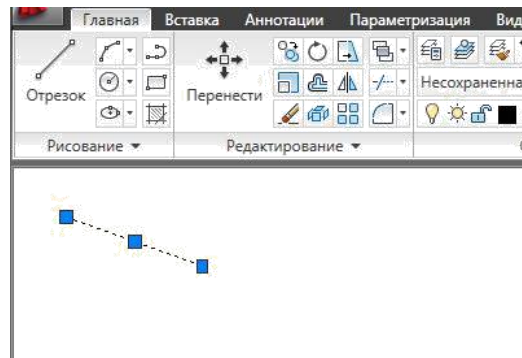 Главная Вставка Аннотации Параметризация Вид
Отрезок
Перенести
Несохраненна
Рисование
Редактирование